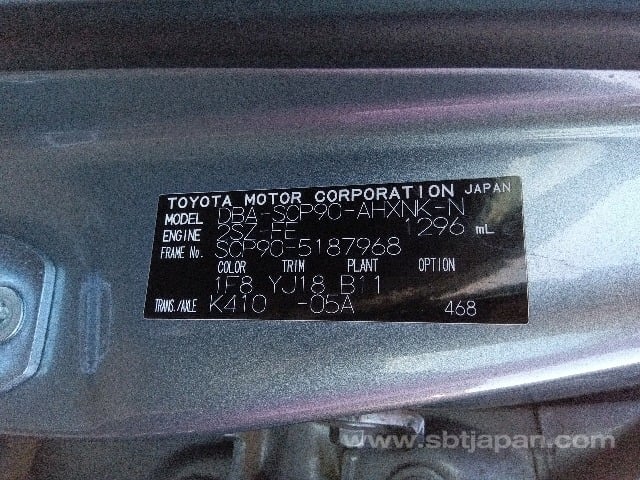 TOYOTA MOTOR CORPORATION JAPAN
MODEL DBA-SCP90-AHXNK-N
ENGINE 2SZ-FE 1296 mL
FRAME No. SCP90-5187968
COLOR TRIM PLANT OPTION
1F8 YJ18 B11
TRANS./AXLE K410 -05A 468
www.sbtjapan.com